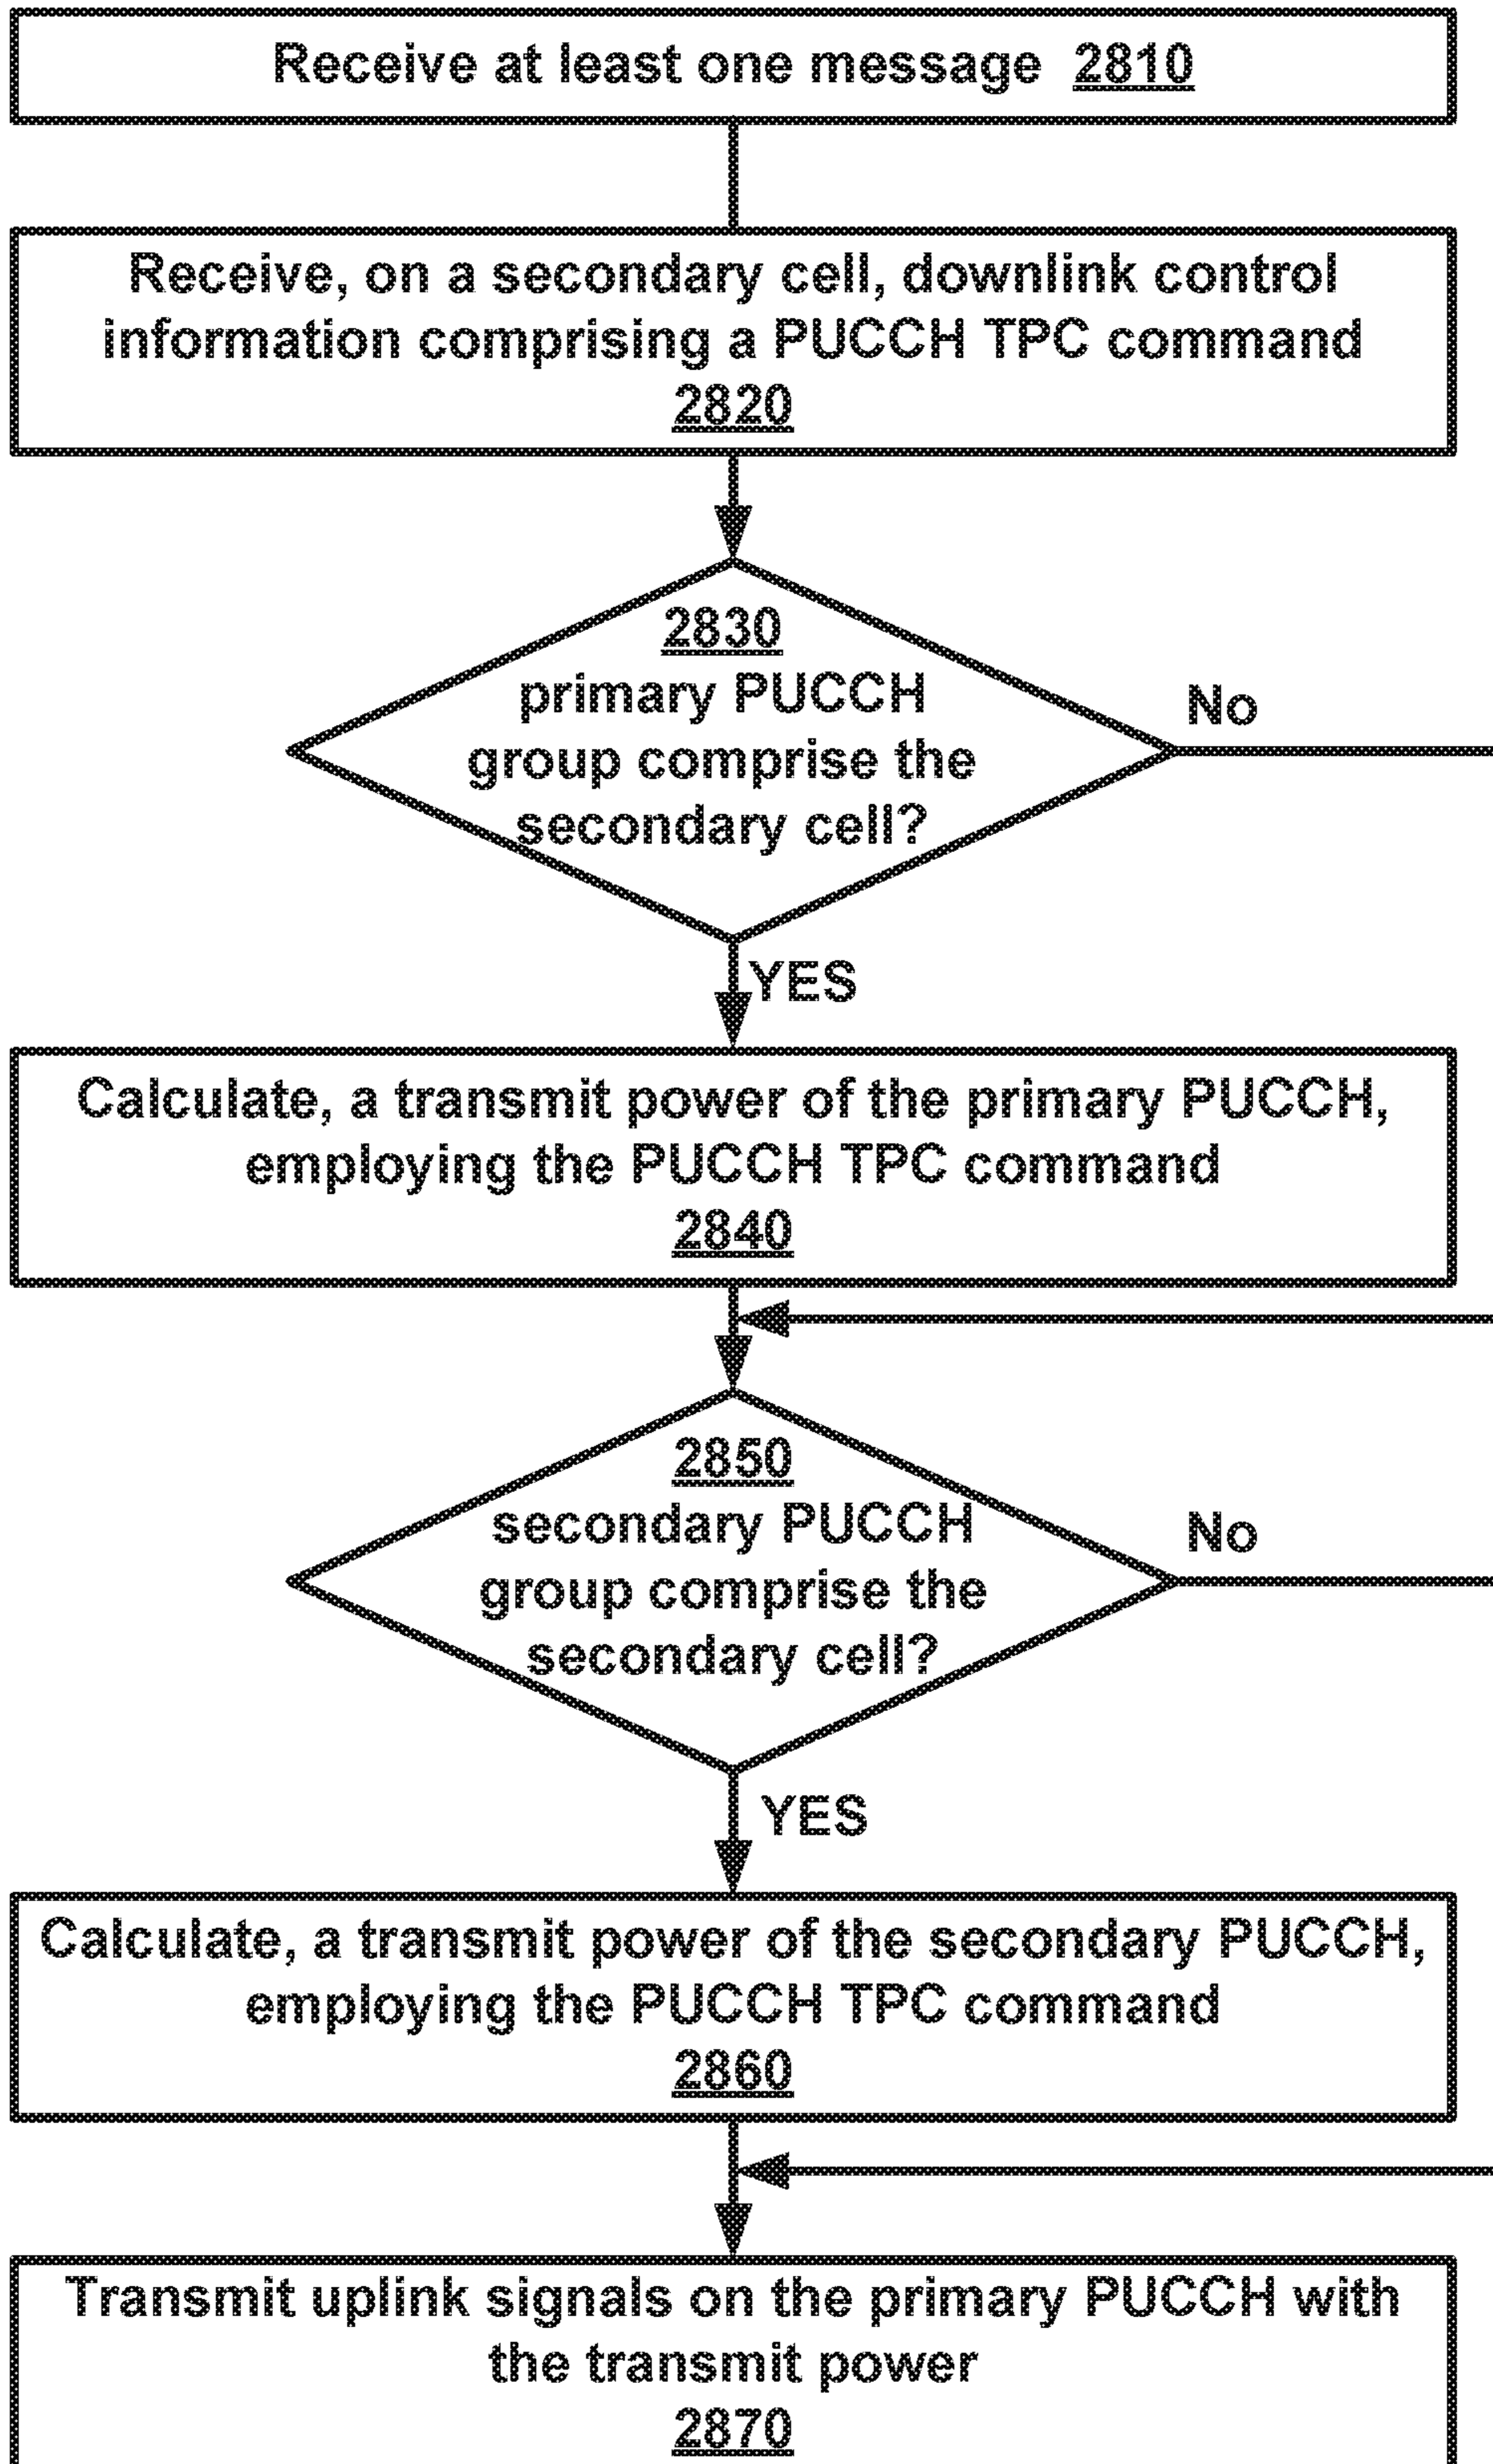 Receive at least one message 2810
Receive, on a secondary cell, downlink control
information comprising a PUCCH TPC command
2820
2830
primary PUCCH
group comprise the
secondary cell?
No
YES
Calculate, a transmit power of the primary PUCCH,
employing the PUCCH TPC command
2840
2850
secondary PUCCH
group comprise the
secondary cell?
No
YES
Calculate, a transmit power of the secondary PUCCH,
employing the PUCCH TPC command
2860
Transmit uplink signals on the primary PUCCH with
the transmit power
2870